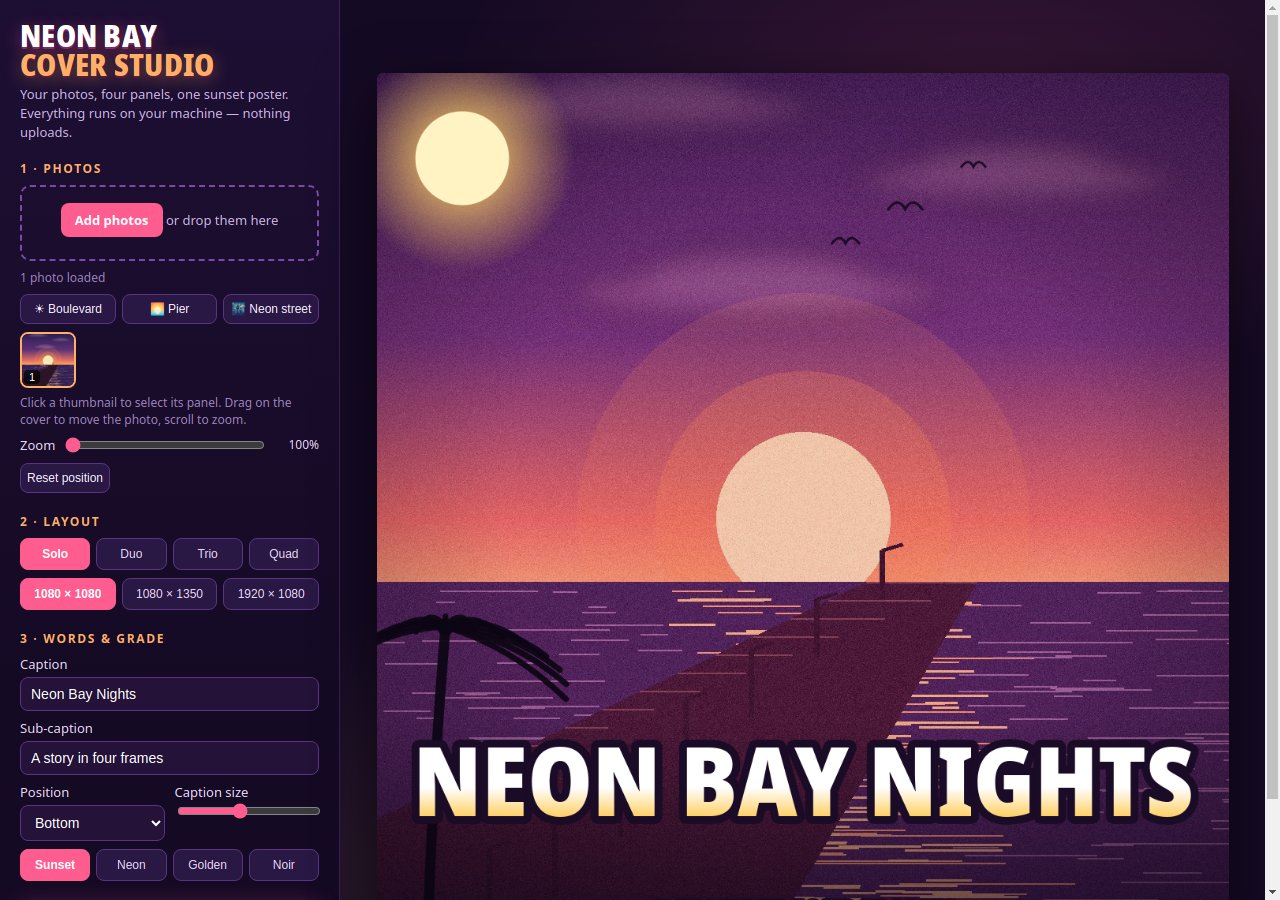 NEON BAY
COVER STUDIO
Your photos, four panels, one sunset poster.
Everything runs on your machine — nothing
uploads.
1 · PHOTOS
Add photos or drop them here
1 photo loaded
☀ Boulevard
🌅 Pier
🌃 Neon street
1
Click a thumbnail to select its panel. Drag on the
cover to move the photo, scroll to zoom.
Zoom 100%
Reset position
2 · LAYOUT
Solo
Duo
Trio
Quad
1080 × 1080
1080 × 1350
1920 × 1080
3 · WORDS & GRADE
Caption
Neon Bay Nights
Sub-caption
A story in four frames
Position
Caption size
Bottom
Sunset
Neon
Golden
Noir
NEON BAY NIGHTS